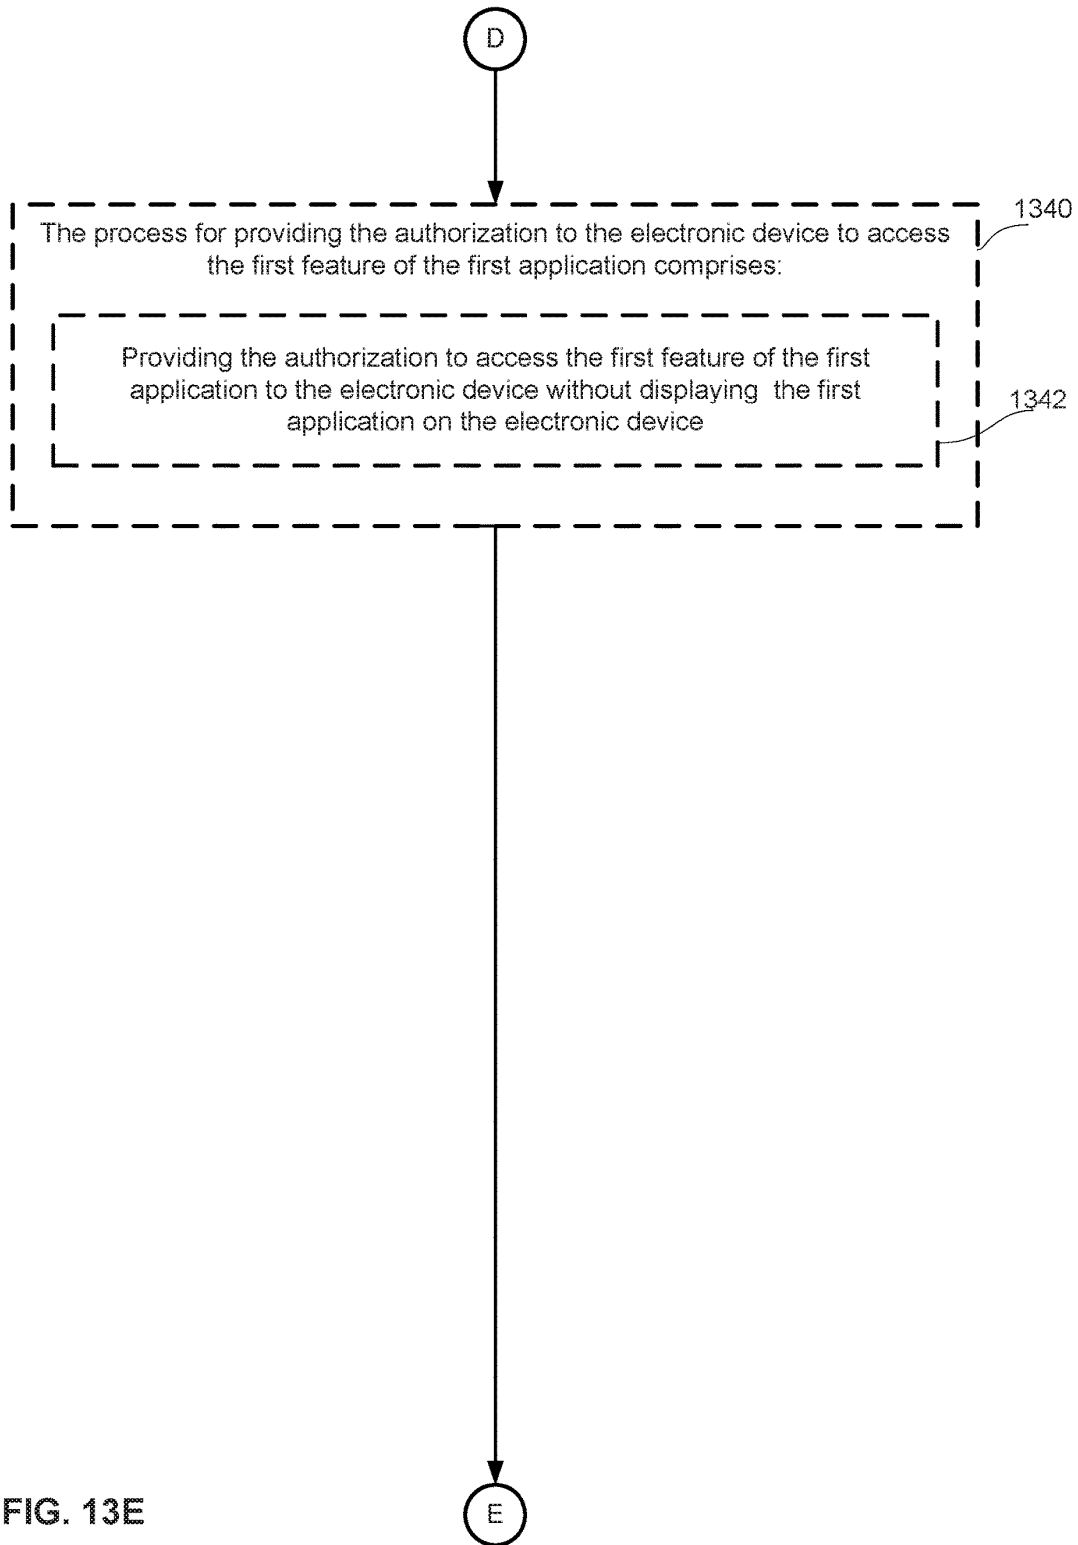 D
1340
The process for providing the authorization to the electronic device to access
the first feature of the first application comprises:
Providing the authorization to access the first feature of the first
application to the electronic device without displaying the first
application on the electronic device
1342
FIG. 13E
E